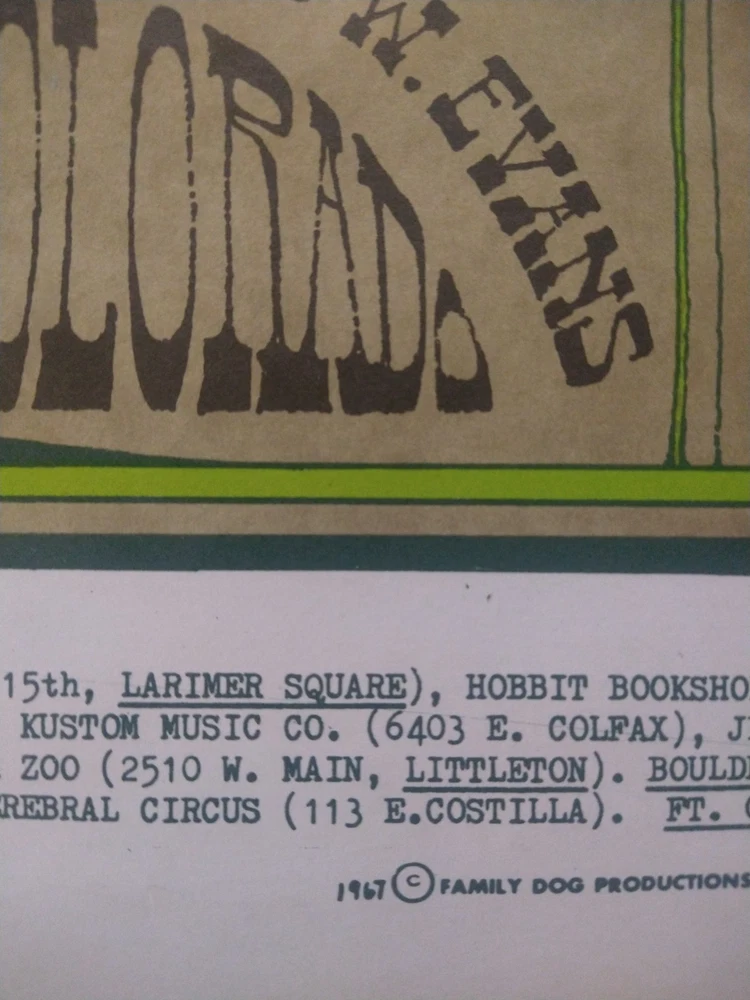 W. EVANS
OLORADO
15th, LARIMER SQUARE), HOBBIT BOOKSHO
KUSTOM MUSIC CO. (6403 E. COLFAX), J
ZOO (2510 W. MAIN, LITTLETON). BOULD
EREBRAL CIRCUS (113 E.COSTILLA). FT.
1967 © FAMILY DOG PRODUCTIONS